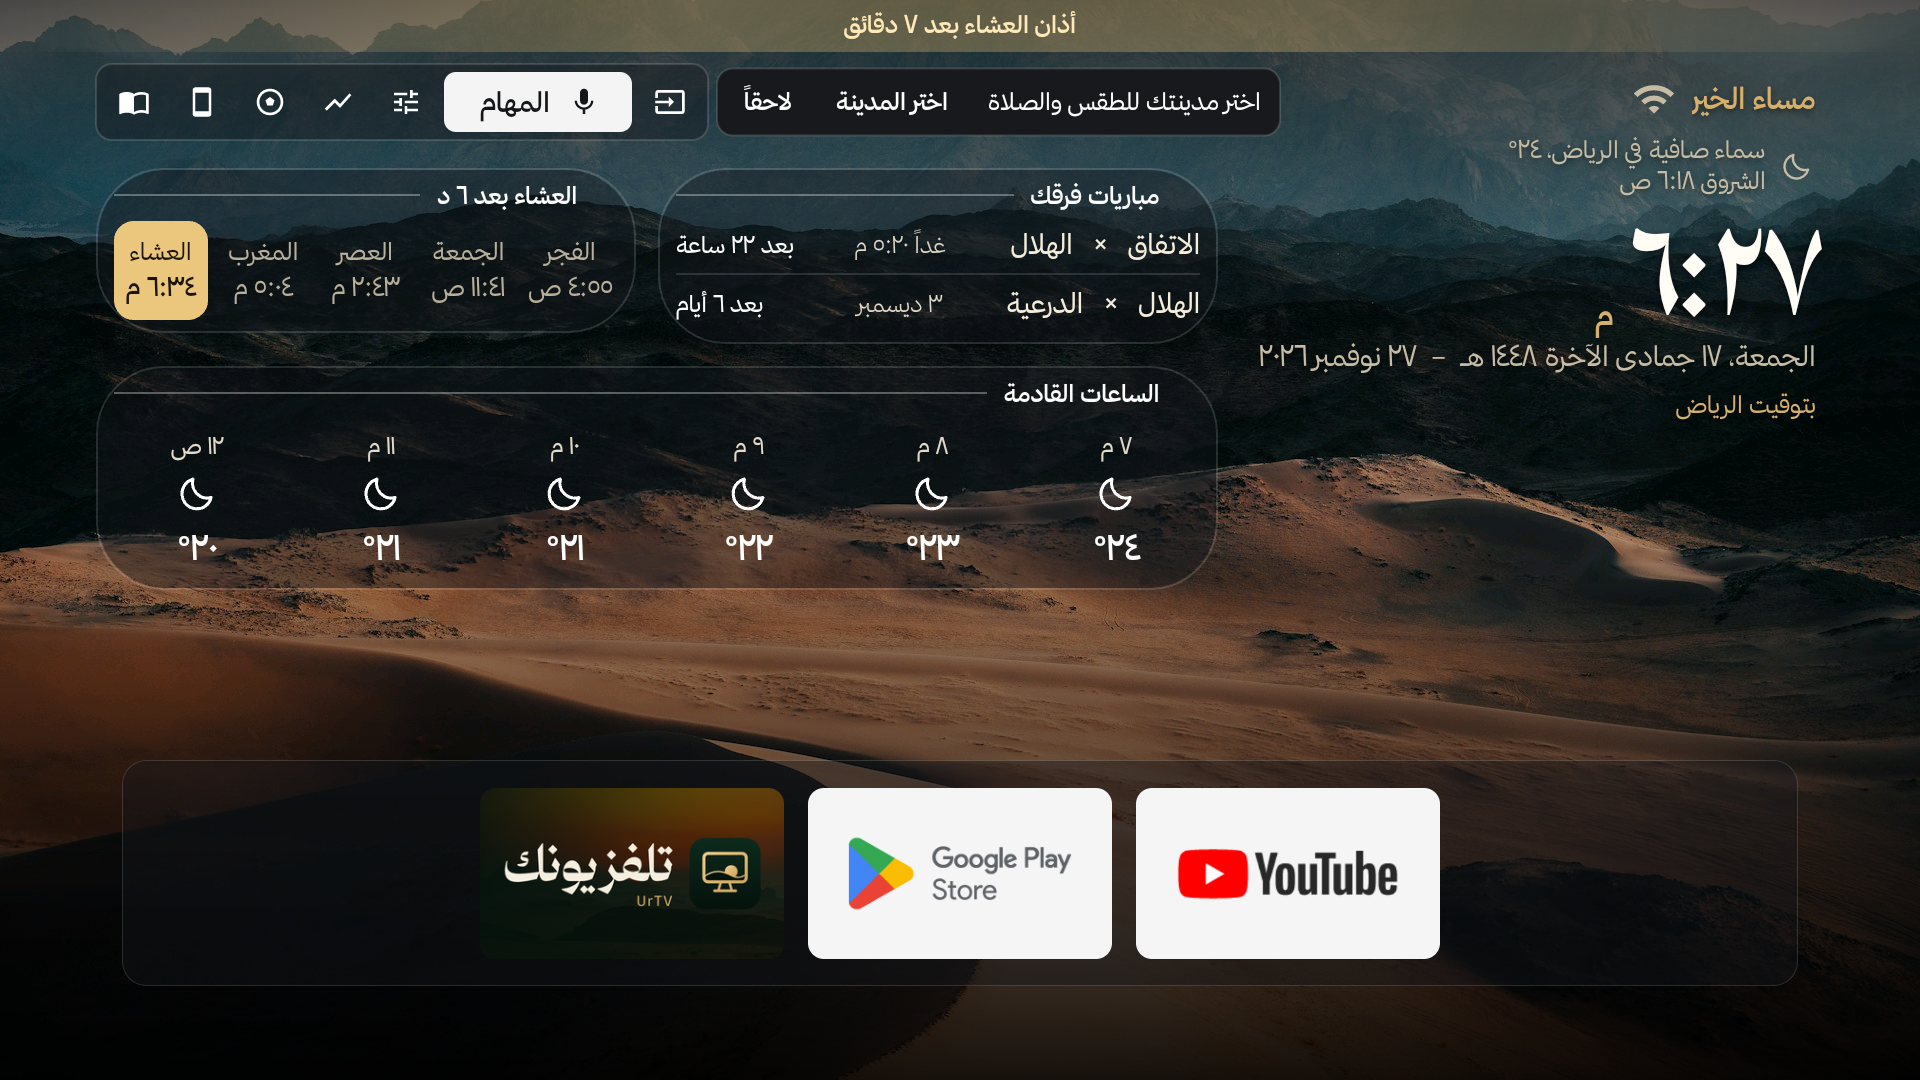 أذان العشاء بعد ٧ دقائق
مساء الخير
سماء صافية في الرياض، ٢٤°
الشروق ٦:١٨ ص
٦:٢٧ م
الجمعة، ١٧ جمادى الآخرة ١٤٤٨ هـ – ٢٧ نوفمبر ٢٠٢٦
بتوقيت الرياض
اختر مدينتك للطقس والصلاة اختر المدينة لاحقاً
المهام
مباريات فرقك
الاتفاق × الهلال غداً ٥:٢٠ م بعد ٢٢ ساعة
الهلال × الدرعية ٣ ديسمبر بعد ٦ أيام
العشاء بعد ٦ د
الفجر الجمعة العصر المغرب العشاء
٤:٥٥ ص ١١:٤١ ص ٢:٤٣ م ٥:٠٤ م ٦:٣٤ م
الساعات القادمة
٧ م ٨ م ٩ م ١٠ م ١١ م ١٢ ص
٢٤° ٢٣° ٢٢° ٢١° ٢١° ٢٠°
YouTube
Google Play
Store
تلفزيونك
UrTV